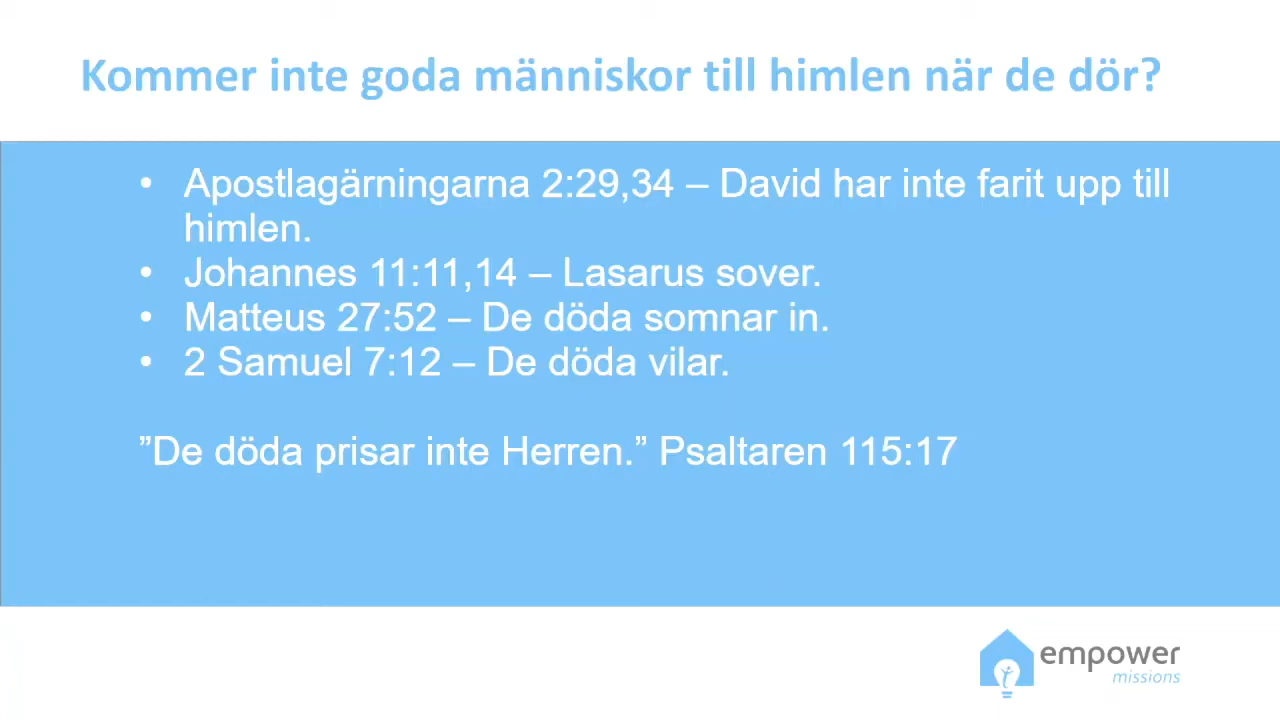 Kommer inte goda människor till himlen när de dör?
• Apostlagärningarna 2:29,34 – David har inte farit upp till
himlen.
• Johannes 11:11,14 – Lasarus sover.
• Matteus 27:52 – De döda somnar in.
• 2 Samuel 7:12 – De döda vilar.
”De döda prisar inte Herren.” Psaltaren 115:17
empower
missions